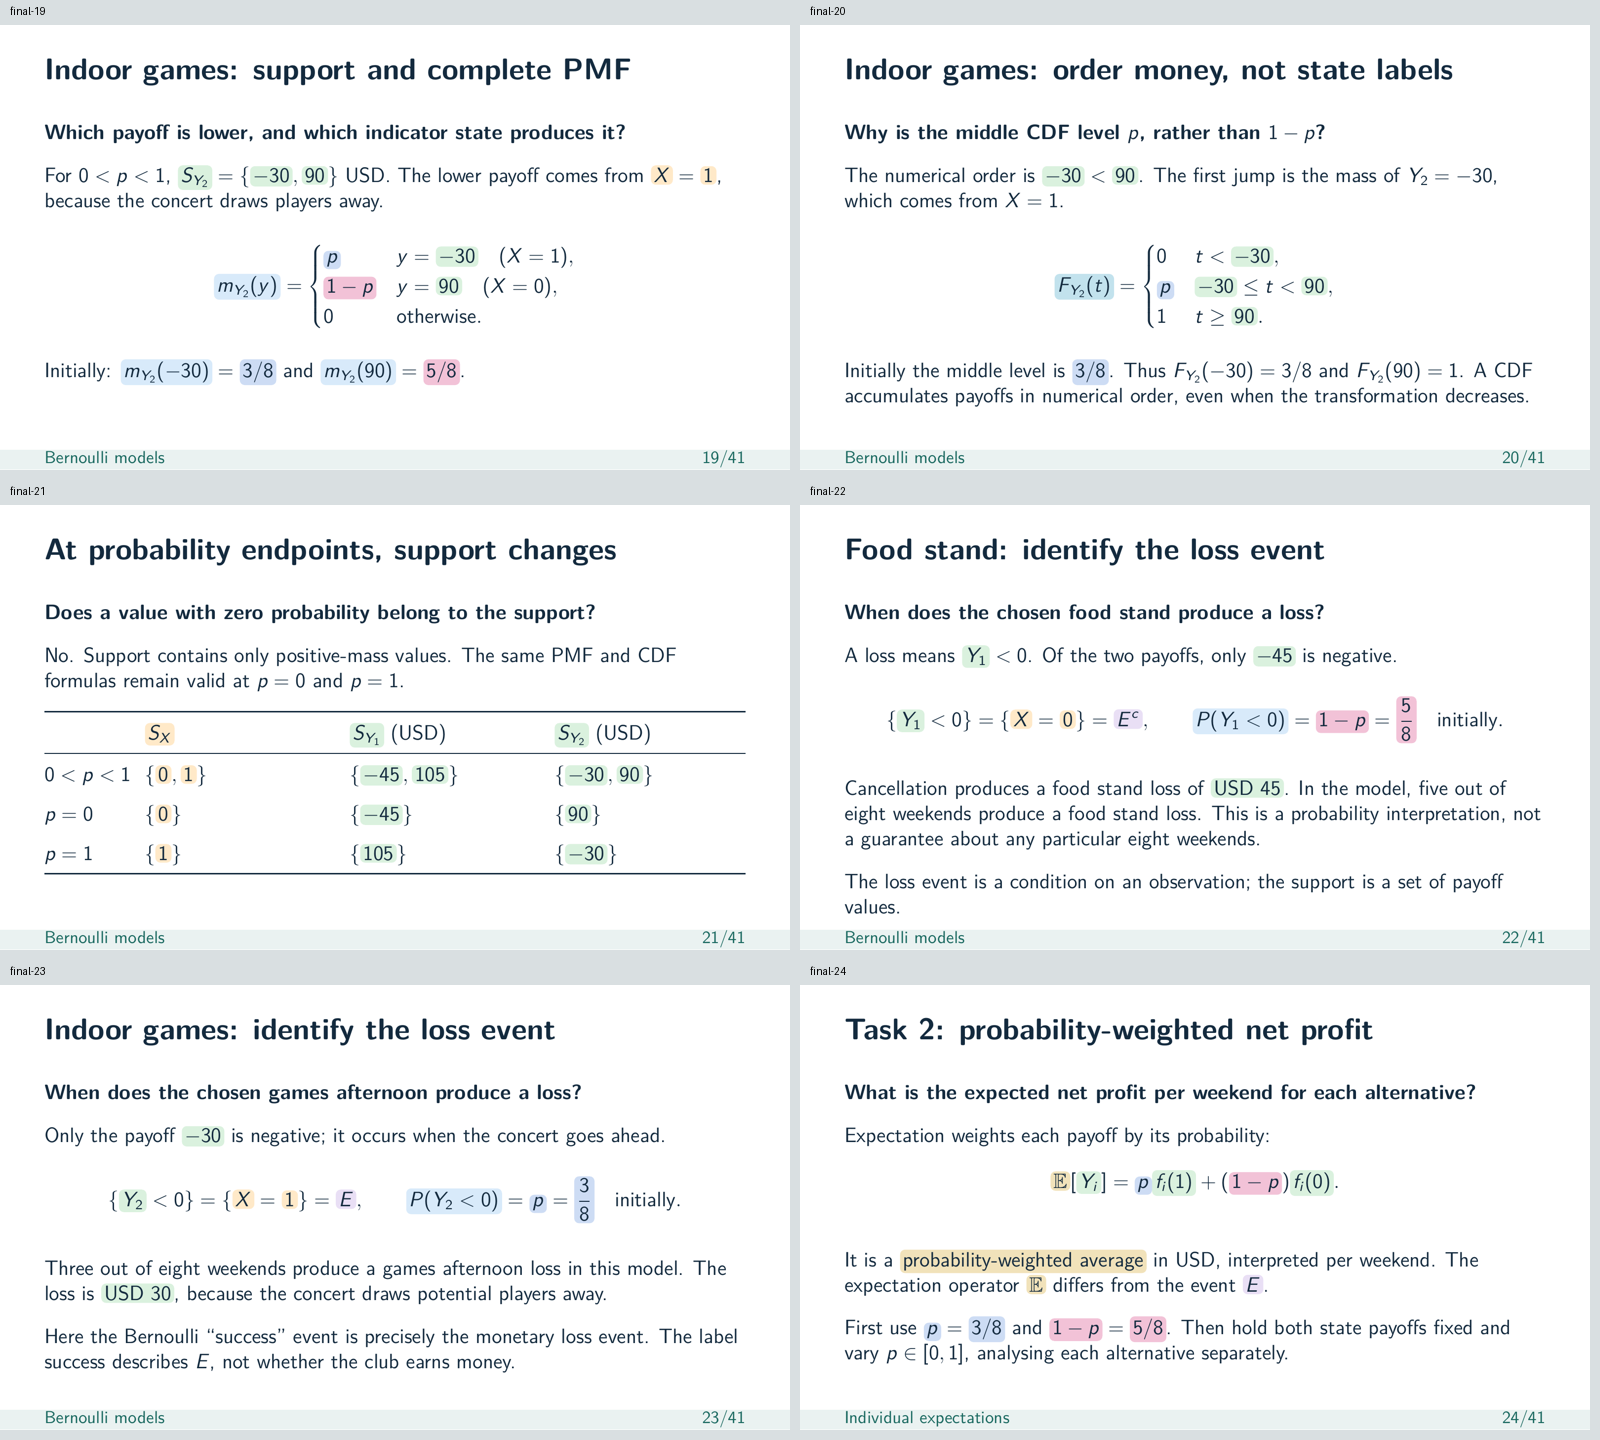 final-19
Indoor games: support and complete PMF
Which payoff is lower, and which indicator state produces it?
For 0 < p < 1, S_{Y_2} = {−30, 90} USD. The lower payoff comes from X = 1,
because the concert draws players away.
m_{Y_2}(y) = { p   y = −30   (X = 1),
1 − p   y = 90   (X = 0),
0   otherwise.
Initially: m_{Y_2}(−30) = 3/8 and m_{Y_2}(90) = 5/8.
Bernoulli models 19/41
final-20
Indoor games: order money, not state labels
Why is the middle CDF level p, rather than 1 − p?
The numerical order is −30 < 90. The first jump is the mass of Y_2 = −30,
which comes from X = 1.
F_{Y_2}(t) = { 0   t < −30,
p   −30 ≤ t < 90,
1   t ≥ 90.
Initially the middle level is 3/8. Thus F_{Y_2}(−30) = 3/8 and F_{Y_2}(90) = 1. A CDF
accumulates payoffs in numerical order, even when the transformation decreases.
Bernoulli models 20/41
final-21
At probability endpoints, support changes
Does a value with zero probability belong to the support?
No. Support contains only positive-mass values. The same PMF and CDF
formulas remain valid at p = 0 and p = 1.
S_X   S_{Y_1} (USD)   S_{Y_2} (USD)
0 < p < 1   {0, 1}   {−45, 105}   {−30, 90}
p = 0   {0}   {−45}   {90}
p = 1   {1}   {105}   {−30}
Bernoulli models 21/41
final-22
Food stand: identify the loss event
When does the chosen food stand produce a loss?
A loss means Y_1 < 0. Of the two payoffs, only −45 is negative.
{Y_1 < 0} = {X = 0} = E^c,   P(Y_1 < 0) = 1 − p = 5/8   initially.
Cancellation produces a food stand loss of USD 45. In the model, five out of
eight weekends produce a food stand loss. This is a probability interpretation, not
a guarantee about any particular eight weekends.
The loss event is a condition on an observation; the support is a set of payoff
values.
Bernoulli models 22/41
final-23
Indoor games: identify the loss event
When does the chosen games afternoon produce a loss?
Only the payoff −30 is negative; it occurs when the concert goes ahead.
{Y_2 < 0} = {X = 1} = E,   P(Y_2 < 0) = p = 3/8   initially.
Three out of eight weekends produce a games afternoon loss in this model. The
loss is USD 30, because the concert draws potential players away.
Here the Bernoulli “success” event is precisely the monetary loss event. The label
success describes E, not whether the club earns money.
Bernoulli models 23/41
final-24
Task 2: probability-weighted net profit
What is the expected net profit per weekend for each alternative?
Expectation weights each payoff by its probability:
𝔼[Y_i] = p f_i(1) + (1 − p)f_i(0).
It is a probability-weighted average in USD, interpreted per weekend. The
expectation operator 𝔼 differs from the event E.
First use p = 3/8 and 1 − p = 5/8. Then hold both state payoffs fixed and
vary p ∈ [0, 1], analysing each alternative separately.
Individual expectations 24/41